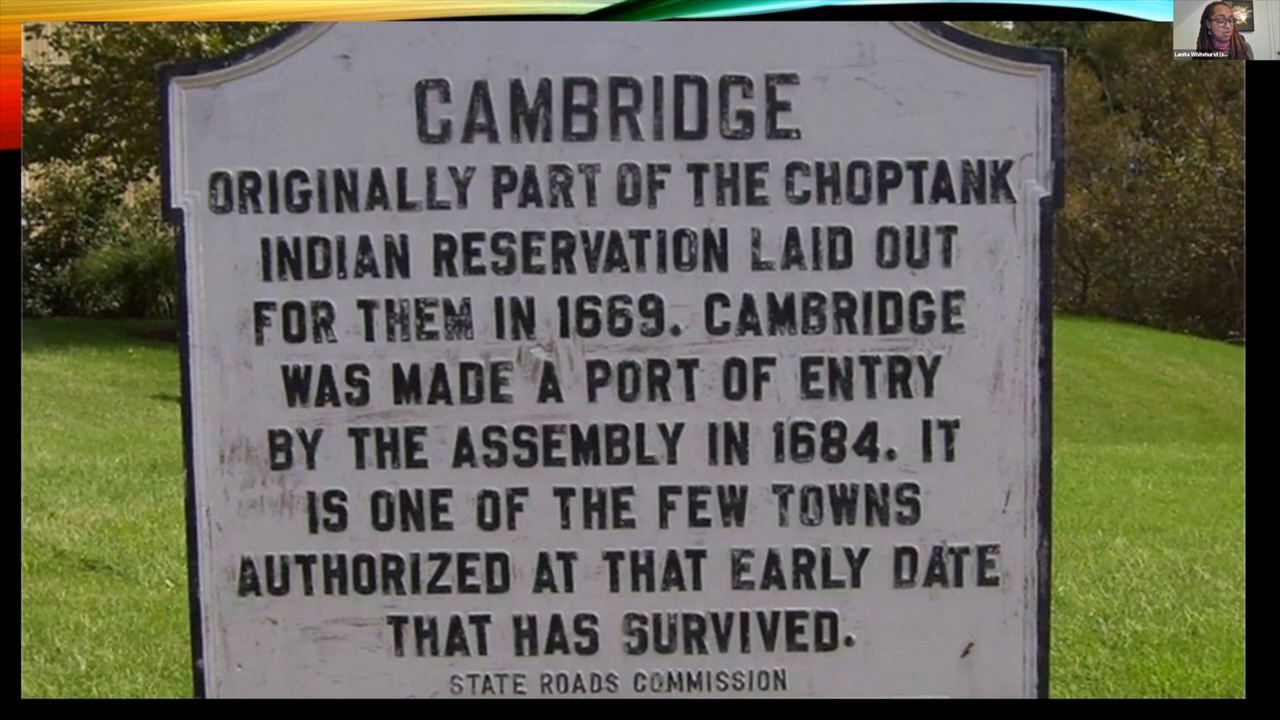 Lanita Whitehurst (s...
CAMBRIDGE
ORIGINALLY PART OF THE CHOPTANK
INDIAN RESERVATION LAID OUT
FOR THEM IN 1669. CAMBRIDGE
WAS MADE A PORT OF ENTRY
BY THE ASSEMBLY IN 1684. IT
IS ONE OF THE FEW TOWNS
AUTHORIZED AT THAT EARLY DATE
THAT HAS SURVIVED.
STATE ROADS COMMISSION